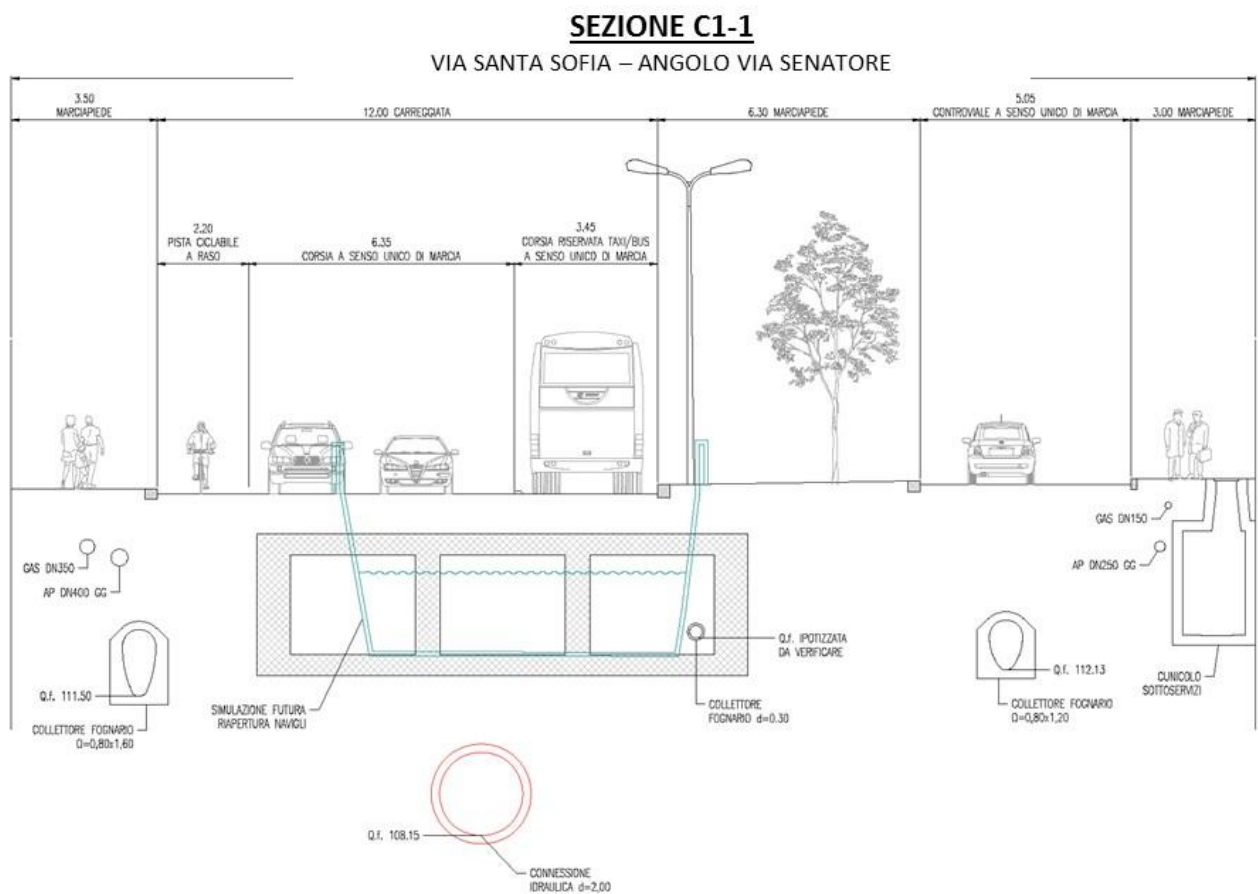 SEZIONE C1-1
VIA SANTA SOFIA – ANGOLO VIA SENATORE
3.50
MARCIAPIEDE
12.00 CARREGGIATA
6.30 MARCIAPIEDE
5.05
CONTROVIALE A SENSO UNICO DI MARCIA
3.00 MARCIAPIEDE
2.20
PISTA CICLABILE
A RASO
6.35
CORSIA A SENSO UNICO DI MARCIA
3.45
CORSIA RISERVATA TAXI/BUS
A SENSO UNICO DI MARCIA
GAS DN350
AP DN400 GG
Q.f. 111.50
COLLETTORE FOGNARIO
Q=0,80x1,60
SIMULAZIONE FUTURA
RIAPERTURA NAVIGLI
Q.f. IPOTIZZATA
DA VERIFICARE
COLLETTORE
FOGNARIO d=0.30
GAS DN150
AP DN250 GG
Q.f. 112.13
COLLETTORE FOGNARIO
Q=0,80x1,20
CUNICOLO
SOTTOSERVIZI
Q.f. 108.15
CONNESSIONE
IDRAULICA d=2,00